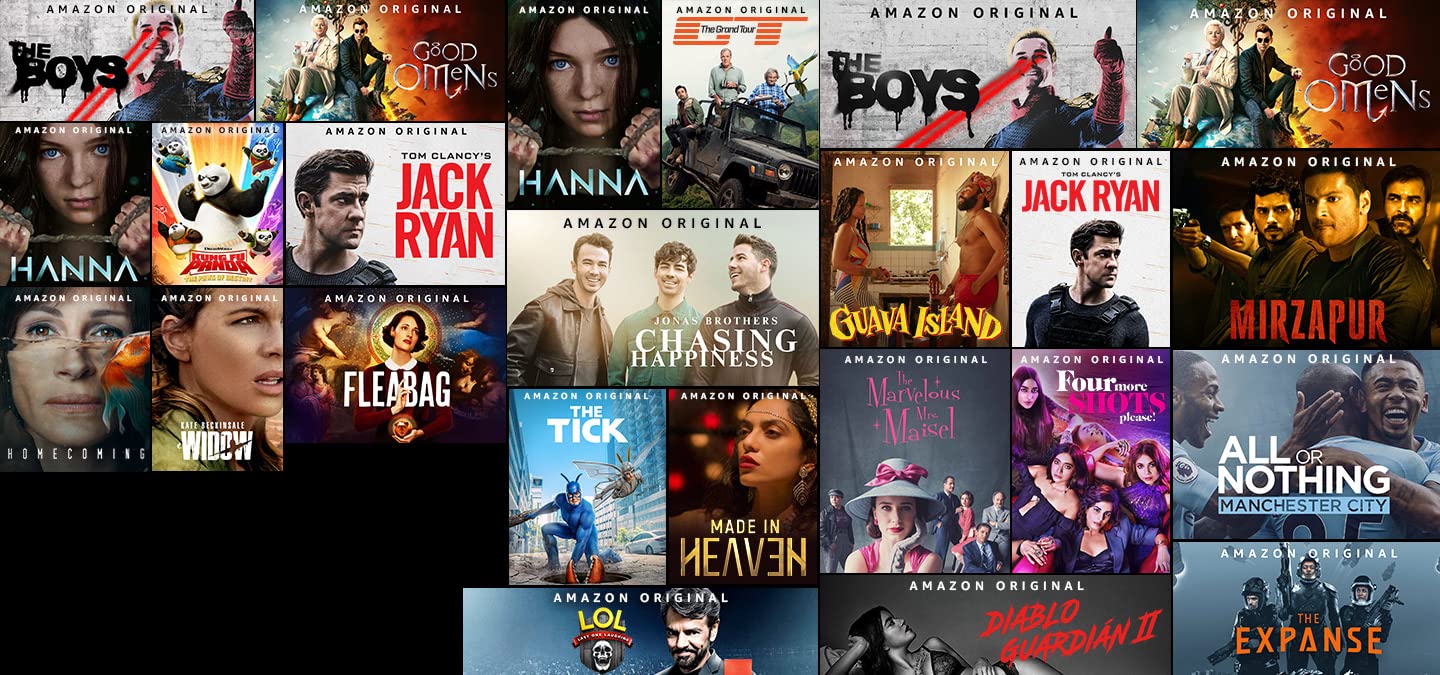 AMAZON ORIGINAL
THE
BOYS
AMAZON ORIGINAL
GOOD
OMENS
AMAZON ORIGINAL
HANNA
AMAZON ORIGINAL
GT
The Grand Tour
AMAZON ORIGINAL
THE
BOYS
AMAZON ORIGINAL
GOOD
OMENS
AMAZON ORIGINAL
HANNA
AMAZON ORIGINAL
DREAMWORKS
KUNG FU
PANDA
THE PAWS OF DESTINY
AMAZON ORIGINAL
TOM CLANCY'S
JACK
RYAN
AMAZON ORIGINAL
JONAS BROTHERS
CHASING
HAPPINESS
AMAZON ORIGINAL
GUAVA ISLAND
AMAZON ORIGINAL
TOM CLANCY'S
JACK RYAN
AMAZON ORIGINAL
MIRZAPUR
AMAZON ORIGINAL
HOMECOMING
AMAZON ORIGINAL
KATE BECKINSALE
THE WIDOW
AMAZON ORIGINAL
FLEABAG
AMAZON ORIGINAL
THE
TICK
AMAZON ORIGINAL
MADE IN
HEAVEN
AMAZON ORIGINAL
The
Marvelous
Mrs.
Maisel
AMAZON ORIGINAL
Four more
SHOTS
please!
AMAZON ORIGINAL
ALL OR
NOTHING
MANCHESTER CITY
AMAZON ORIGINAL
LOL
LAST ONE LAUGHING
AMAZON ORIGINAL
DIABLO
GUARDIÁN II
AMAZON ORIGINAL
THE
EXPANSE